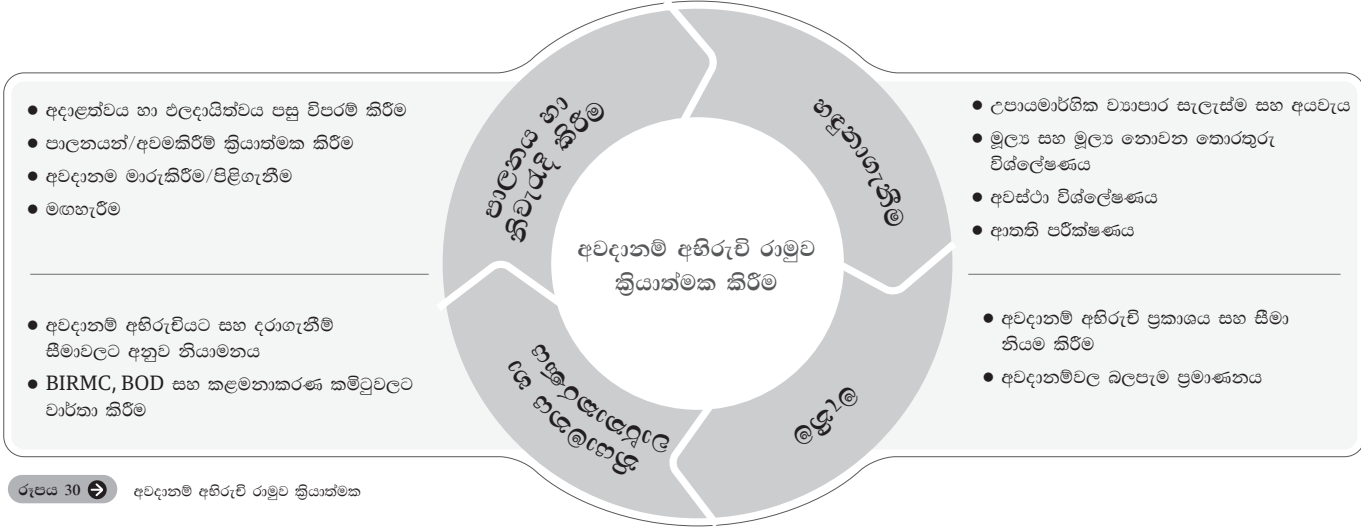 ● අදාළත්වය හා ඵලදායිත්වය පසු විපරම් කිරීම
● පාලනයන්/අවමකිරීම් ක්‍රියාත්මක කිරීම
● අවදානම මාරුකිරීම/පිළිගැනීම
● මඟහැරීම
● අවදානම් අභිරුචියට සහ දරාගැනීම්
සීමාවලට අනුව නියාමනය
● BIRMC, BOD සහ කළමනාකරණ කමිටුවලට
වාර්තා කිරීම
පාලනය හා
නිවැරදි කිරීම
හඳුනාගැනීම
අවදානම් අභිරුචි රාමුව
ක්‍රියාත්මක කිරීම
නියාමනය හා
වාර්තාකරණය
මැනීම
● උපායමාර්ගික ව්‍යාපාර සැලැස්ම සහ අයවැය
● මූල්‍ය සහ මූල්‍ය නොවන තොරතුරු
විශ්ලේෂණය
● අවස්ථා විශ්ලේෂණය
● ආතති පරීක්ෂණය
● අවදානම් අභිරුචි ප්‍රකාශය සහ සීමා
නියම කිරීම
● අවදානම්වල බලපෑම ප්‍රමාණනය
රූපය 30 අවදානම් අභිරුචි රාමුව ක්‍රියාත්මක